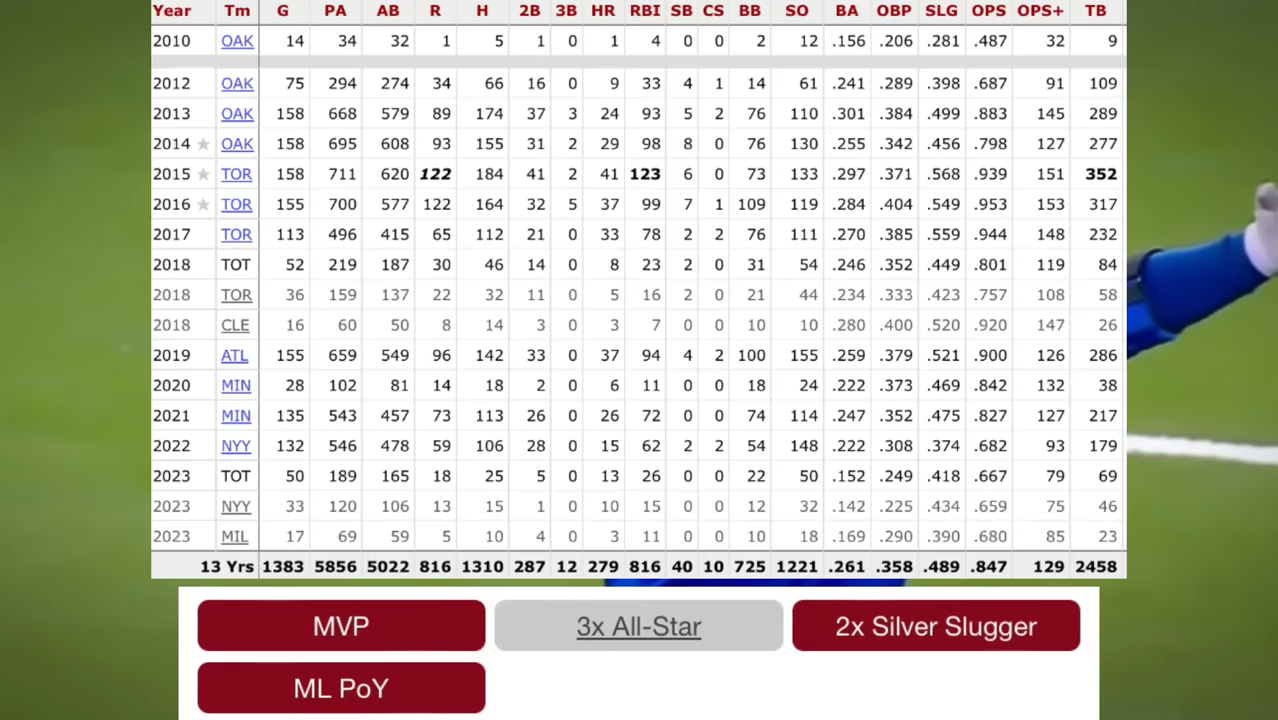 Year Tm G PA AB R H 2B 3B HR RBI SB CS BB SO BA OBP SLG OPS OPS+ TB
2010 OAK 14 34 32 1 5 1 0 1 4 0 0 2 12 .156 .206 .281 .487 32 9
2012 OAK 75 294 274 34 66 16 0 9 33 4 1 14 61 .241 .289 .398 .687 91 109
2013 OAK 158 668 579 89 174 37 3 24 93 5 2 76 110 .301 .384 .499 .883 145 289
2014 ★ OAK 158 695 608 93 155 31 2 29 98 8 0 76 130 .255 .342 .456 .798 127 277
2015 ★ TOR 158 711 620 122 184 41 2 41 123 6 0 73 133 .297 .371 .568 .939 151 352
2016 ★ TOR 155 700 577 122 164 32 5 37 99 7 1 109 119 .284 .404 .549 .953 153 317
2017 TOR 113 496 415 65 112 21 0 33 78 2 2 76 111 .270 .385 .559 .944 148 232
2018 TOT 52 219 187 30 46 14 0 8 23 2 0 31 54 .246 .352 .449 .801 119 84
2018 TOR 36 159 137 22 32 11 0 5 16 2 0 21 44 .234 .333 .423 .757 108 58
2018 CLE 16 60 50 8 14 3 0 3 7 0 0 10 10 .280 .400 .520 .920 147 26
2019 ATL 155 659 549 96 142 33 0 37 94 4 2 100 155 .259 .379 .521 .900 126 286
2020 MIN 28 102 81 14 18 2 0 6 11 0 0 18 24 .222 .373 .469 .842 132 38
2021 MIN 135 543 457 73 113 26 0 26 72 0 0 74 114 .247 .352 .475 .827 127 217
2022 NYY 132 546 478 59 106 28 0 15 62 2 2 54 148 .222 .308 .374 .682 93 179
2023 TOT 50 189 165 18 25 5 0 13 26 0 0 22 50 .152 .249 .418 .667 79 69
2023 NYY 33 120 106 13 15 1 0 10 15 0 0 12 32 .142 .225 .434 .659 75 46
2023 MIL 17 69 59 5 10 4 0 3 11 0 0 10 18 .169 .290 .390 .680 85 23
13 Yrs 1383 5856 5022 816 1310 287 12 279 816 40 10 725 1221 .261 .358 .489 .847 129 2458
MVP 3x All-Star 2x Silver Slugger
ML PoY